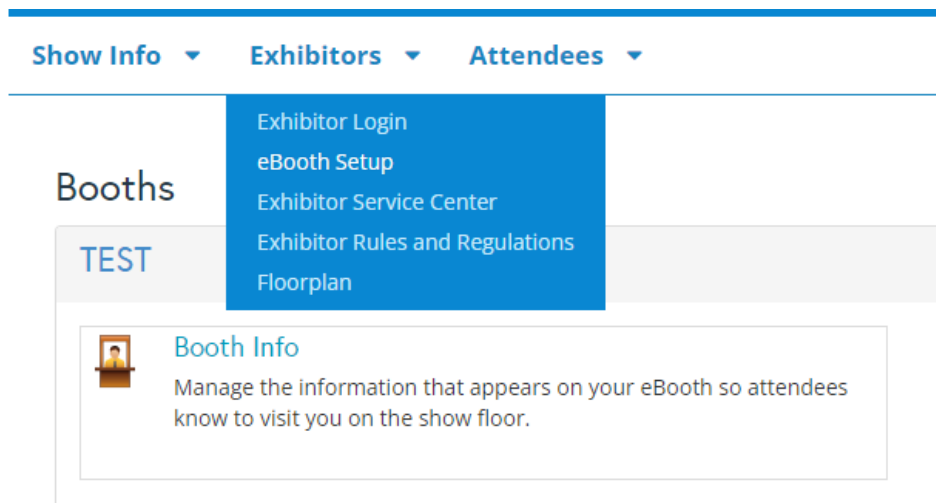 Show Info Exhibitors Attendees
Exhibitor Login
eBooth Setup
Exhibitor Service Center
Exhibitor Rules and Regulations
Floorplan
Booths
TEST
Booth Info
Manage the information that appears on your eBooth so attendees
know to visit you on the show floor.